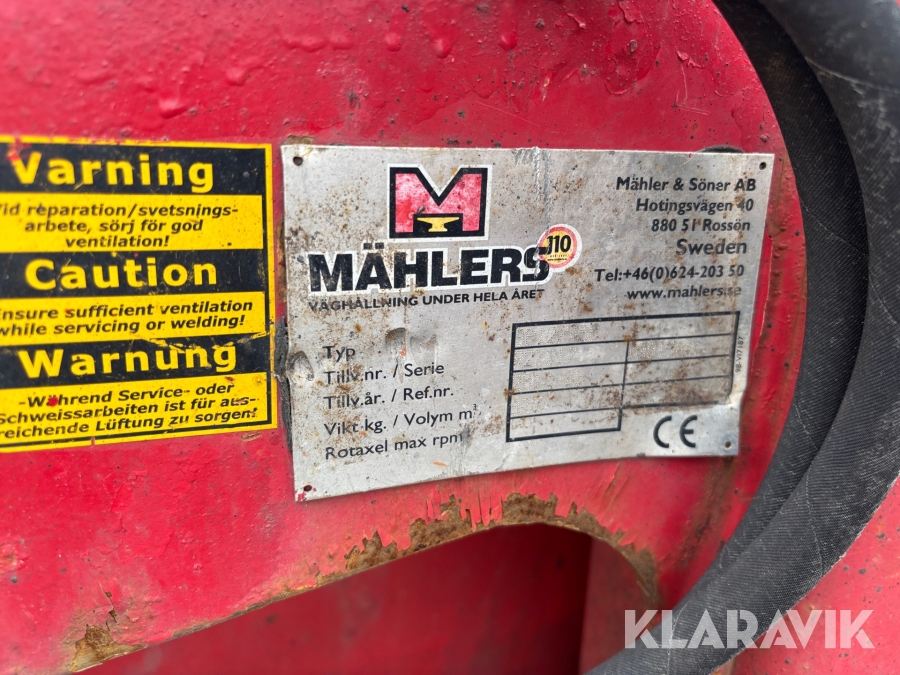 Varning
Vid reparation/svetsnings-
arbete, sörj för god
ventilation!
Caution
Ensure sufficient ventilation
while servicing or welding!
Warnung
-Während Service- oder
Schweissarbeiten ist für aus-
reichende Lüftung zu sorgen!
M
MÄHLERS
110
VÄGHÅLLNING UNDER HELA ÅRET
Mähler & Söner AB
Hotingsvägen 40
880 51 Rossön
Sweden
Tel:+46(0)624-203 50
www.mahlers.se
Typ
Tillv.nr. / Serie
Tillv.år. / Ref.nr.
Vikt kg. / Volym m³
Rotaxel max rpm
CE
KLARAVIK